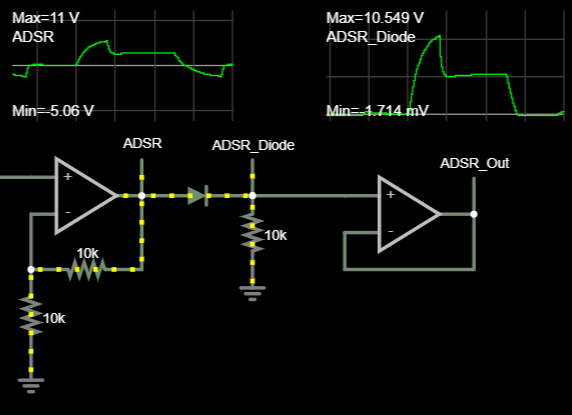 Max=11 V
ADSR
Min=-5.06 V
Max=10.549 V
ADSR_Diode
Min=-1.714 mV
ADSR
ADSR_Diode
ADSR_Out
+
-
10k
10k
10k
+
-